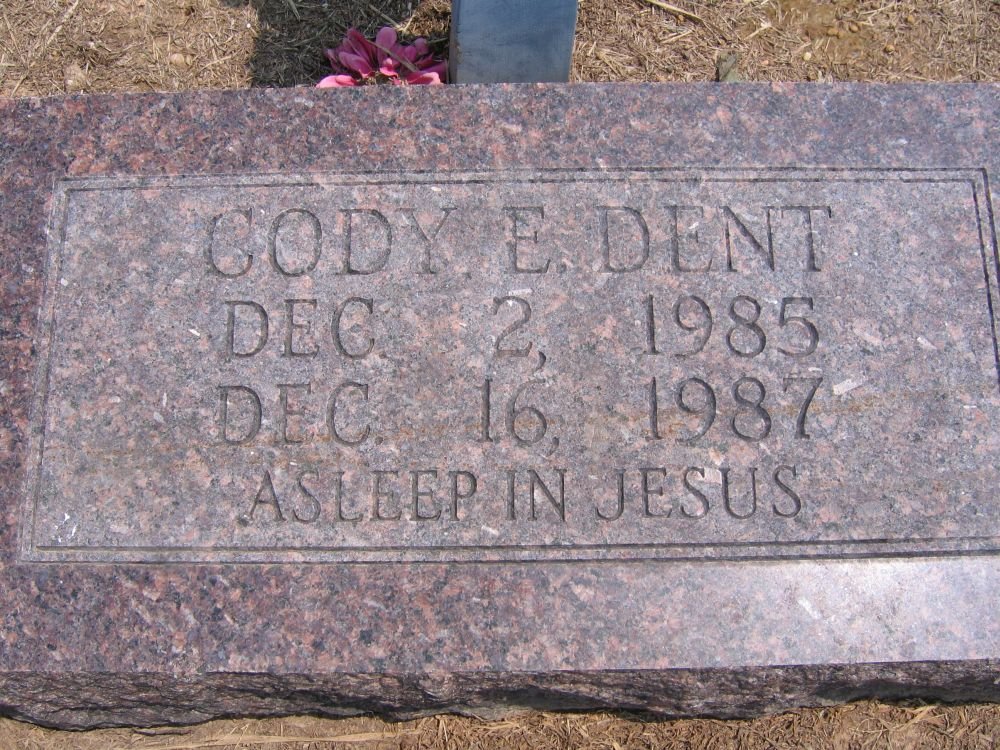 CODY E. DENT
DEC. 2, 1985
DEC. 16, 1987
ASLEEP IN JESUS